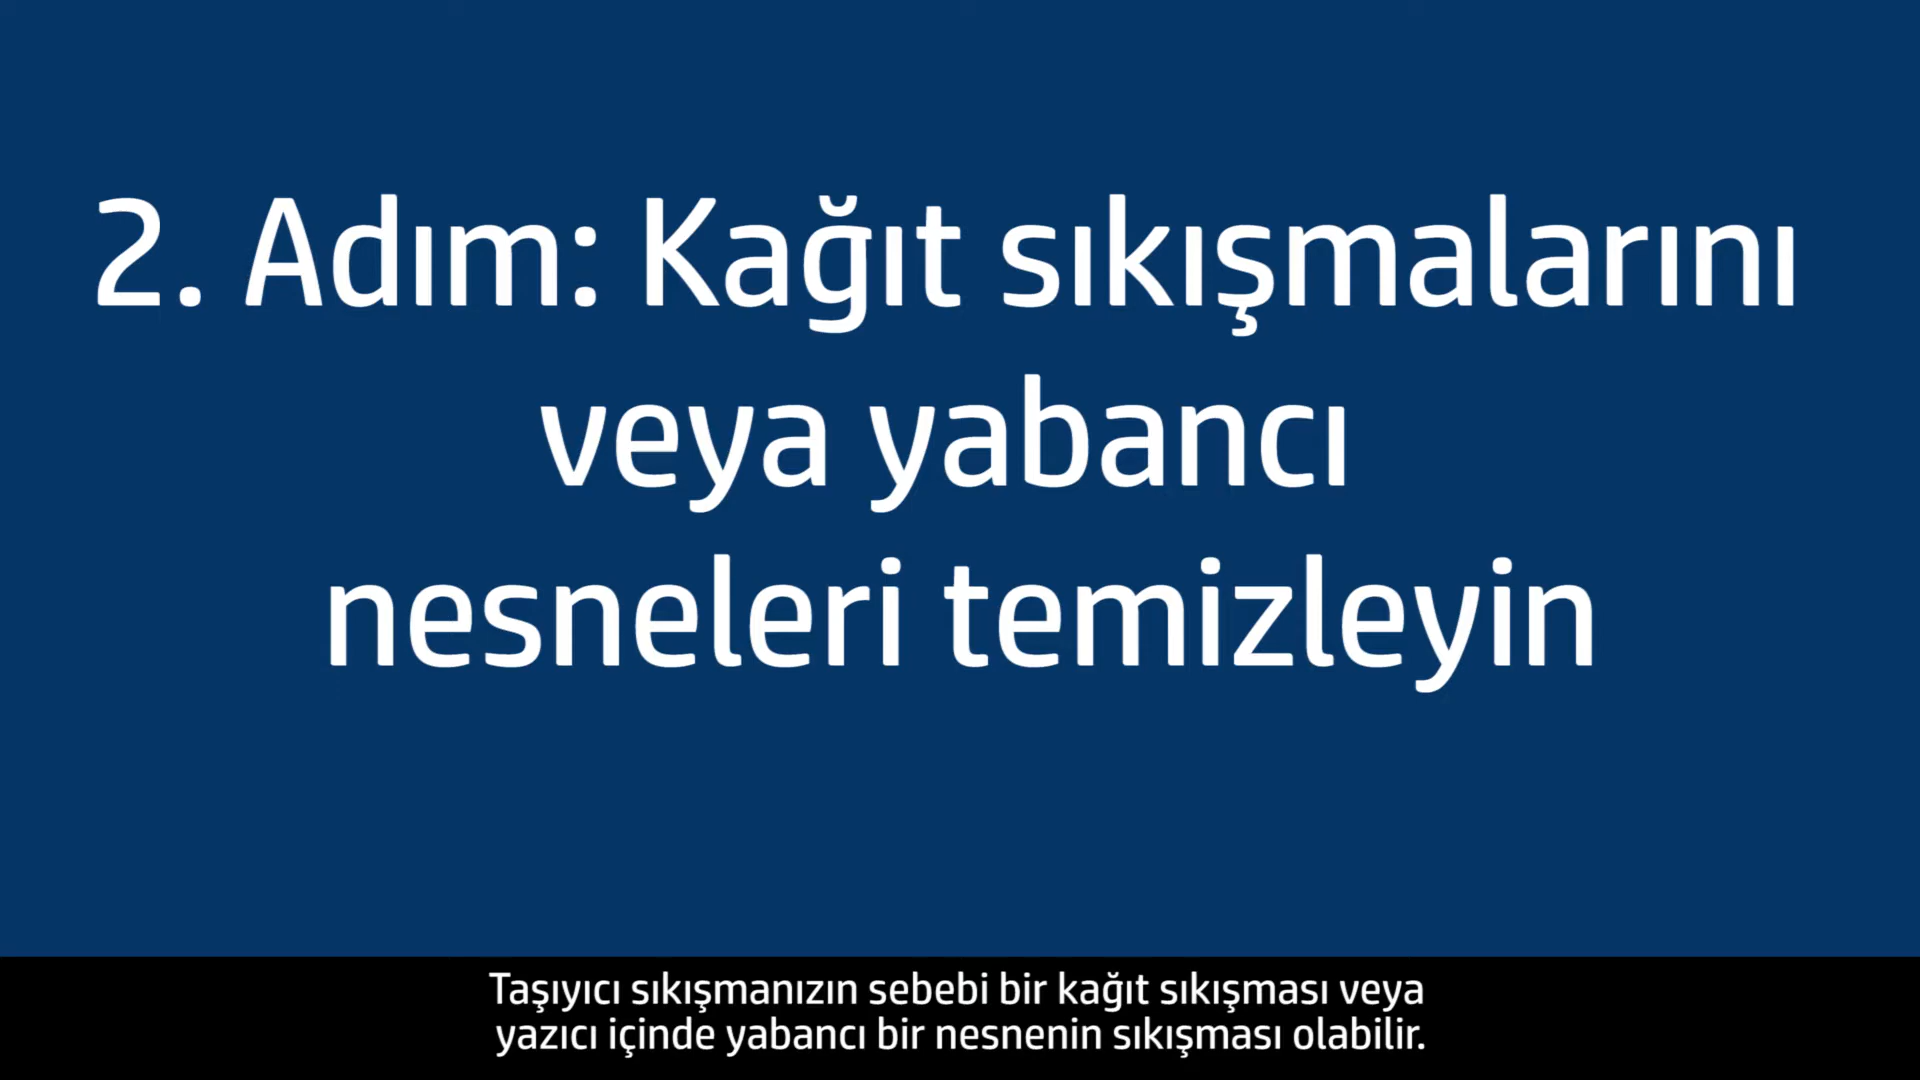 2. Adım: Kağıt sıkışmalarını
veya yabancı
nesneleri temizleyin
Taşıyıcı sıkışmanızın sebebi bir kağıt sıkışması veya
yazıcı içinde yabancı bir nesnenin sıkışması olabilir.